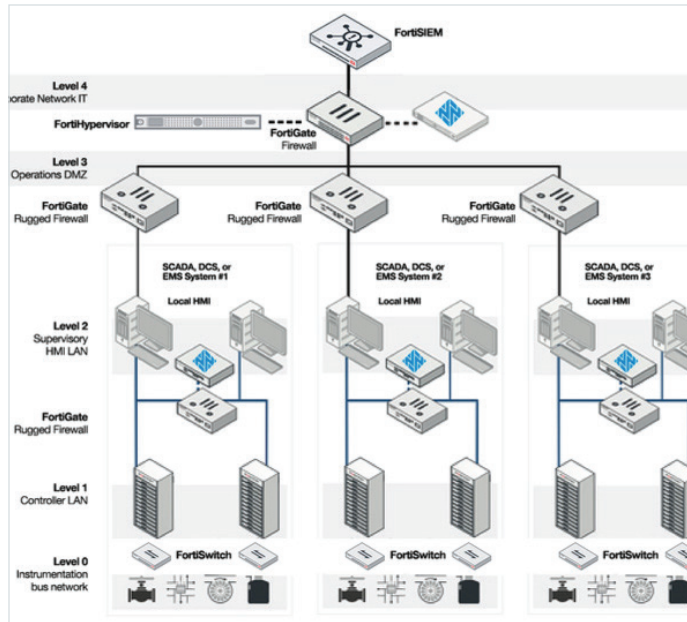 FortiSIEM
Level 4
orate Network IT
FortiHypervisor
FortiGate
Firewall
Level 3
Operations DMZ
FortiGate
Rugged Firewall
FortiGate
Rugged Firewall
FortiGate
Rugged Firewall
SCADA, DCS, or
EMS System #1
SCADA, DCS, or
EMS System #2
SCADA, DCS, or
EMS System #3
Local HMI
Local HMI
Local HMI
Level 2
Supervisory
HMI LAN
FortiGate
Rugged Firewall
Level 1
Controller LAN
Level 0
Instrumentation
bus network
FortiSwitch
FortiSwitch
FortiSwitch